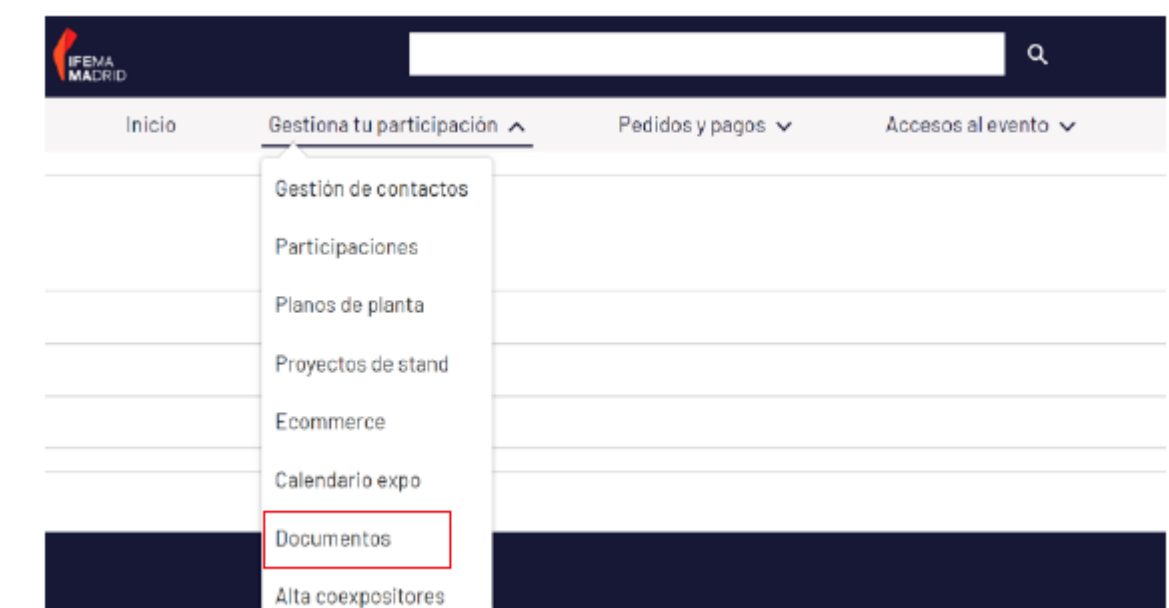 IFEMA
MADRID
Inicio
Gestiona tu participación
Pedidos y pagos
Accesos al evento
Gestión de contactos
Participaciones
Planos de planta
Proyectos de stand
Ecommerce
Calendario expo
Documentos
Alta coexpositores